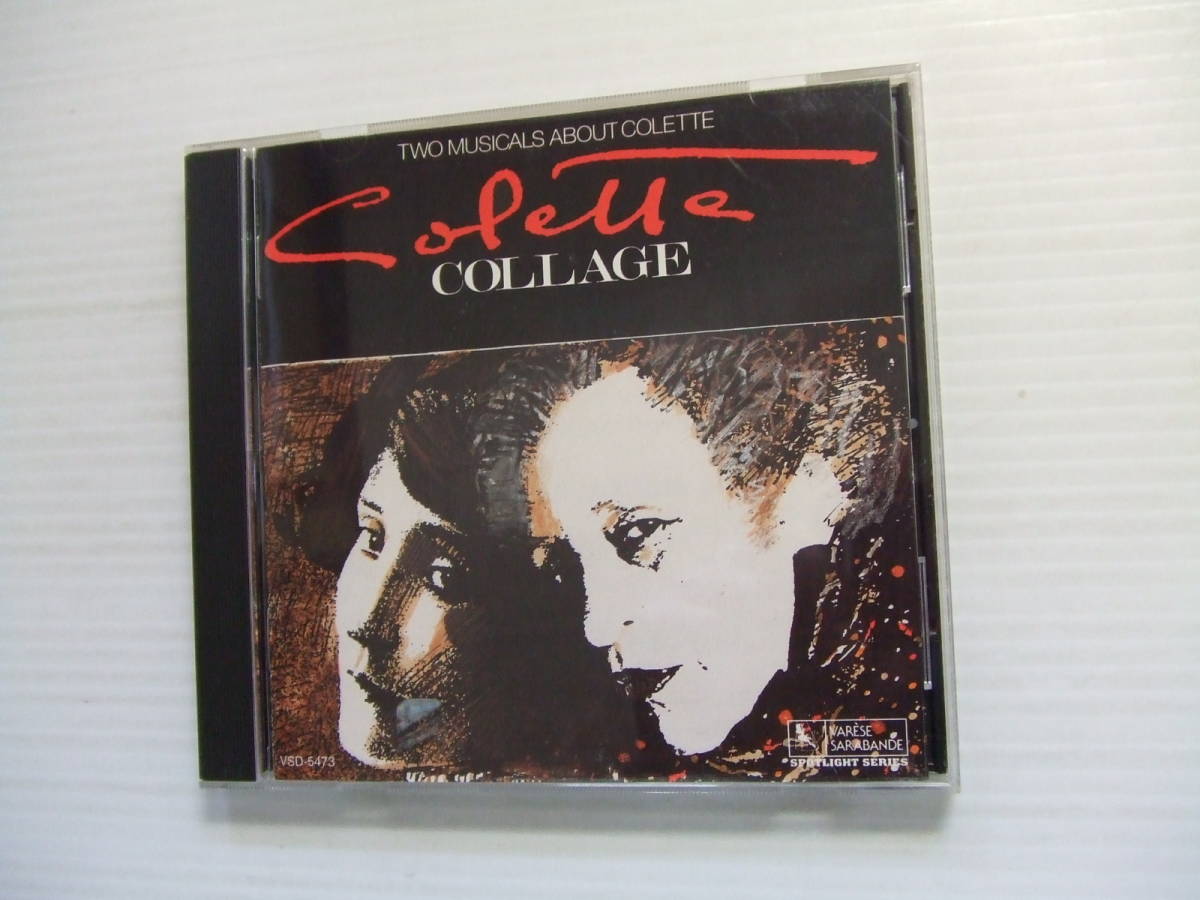 TWO MUSICALS ABOUT COLETTE
Colette
COLLAGE
VSD-5473
VARÈSE
SARABANDE
SPOTLIGHT SERIES